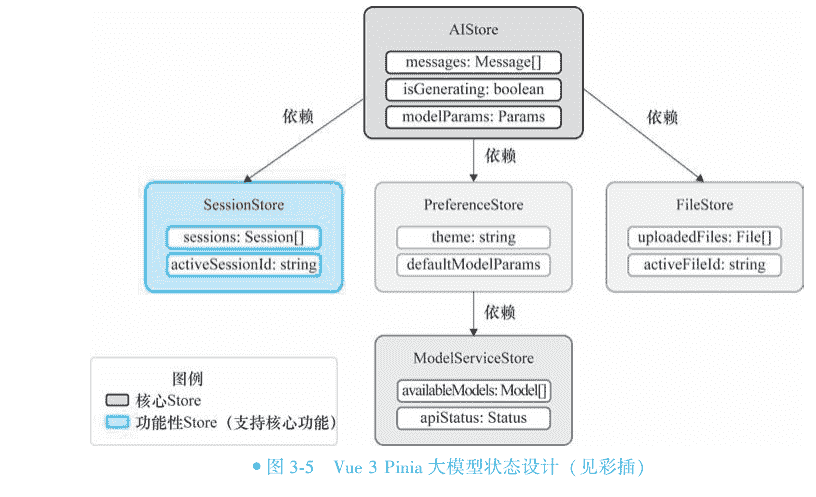 AIStore
messages: Message[]
isGenerating: boolean
modelParams: Params
依赖
依赖
依赖
SessionStore
sessions: Session[]
activeSessionId: string
PreferenceStore
theme: string
defaultModelParams
FileStore
uploadedFiles: File[]
activeFileId: string
依赖
ModelServiceStore
availableModels: Model[]
apiStatus: Status
图例
核心Store
功能性Store（支持核心功能）
●图 3-5　Vue 3 Pinia 大模型状态设计（见彩插）